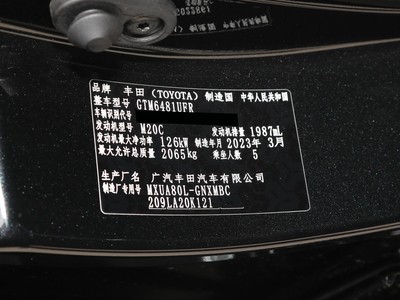 品牌 丰田(TOYOTA) 制造国 中华人民共和国
整车型号 GTM6481UFR
车辆识别代号
发动机型号 M20C 发动机排量 1987mL
发动机最大净功率 126kW 制造年月 2023年 3月
最大允许总质量 2065kg 乘坐人数 5
生产厂名 广汽丰田汽车有限公司
制造厂专用号 MXUA80L-GNXMBC
209LA20K121